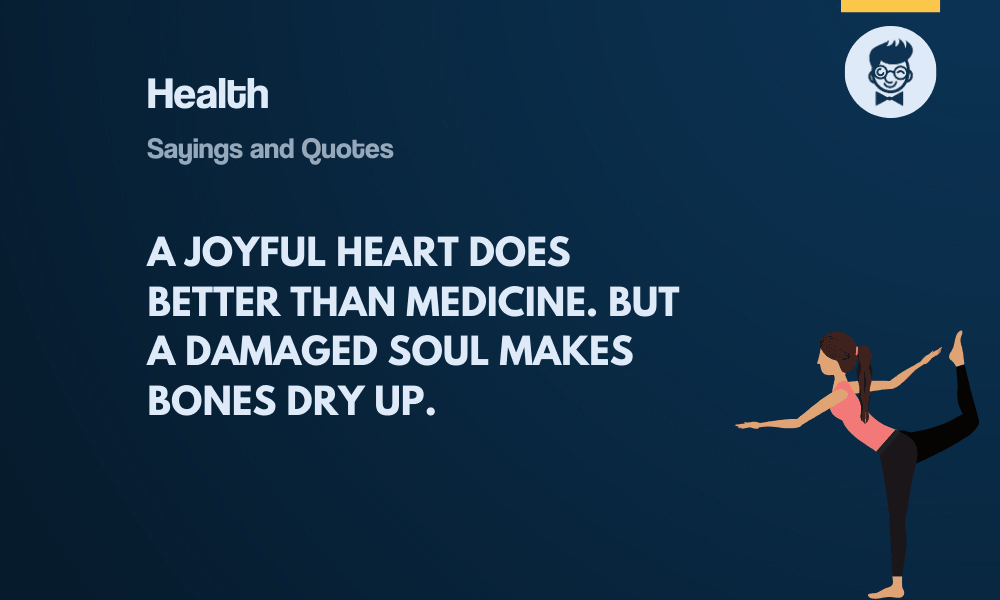 Health
Sayings and Quotes
A JOYFUL HEART DOES
BETTER THAN MEDICINE. BUT
A DAMAGED SOUL MAKES
BONES DRY UP.